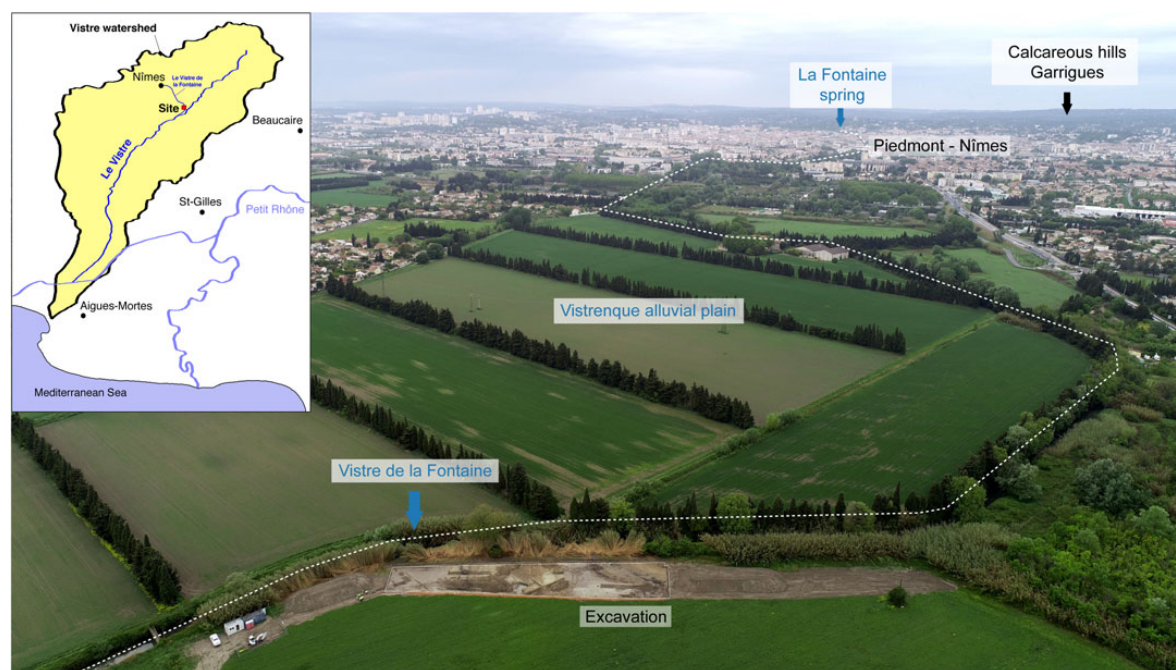 Vistre watershed
Nîmes
Le Vistre de
la Fontaine
Site
Beaucaire
Le Vistre
St-Gilles
Petit Rhône
Aigues-Mortes
Mediterranean Sea
Calcareous hills
Garrigues
La Fontaine
spring
Piedmont - Nîmes
Vistrenque alluvial plain
Vistre de la Fontaine
Excavation